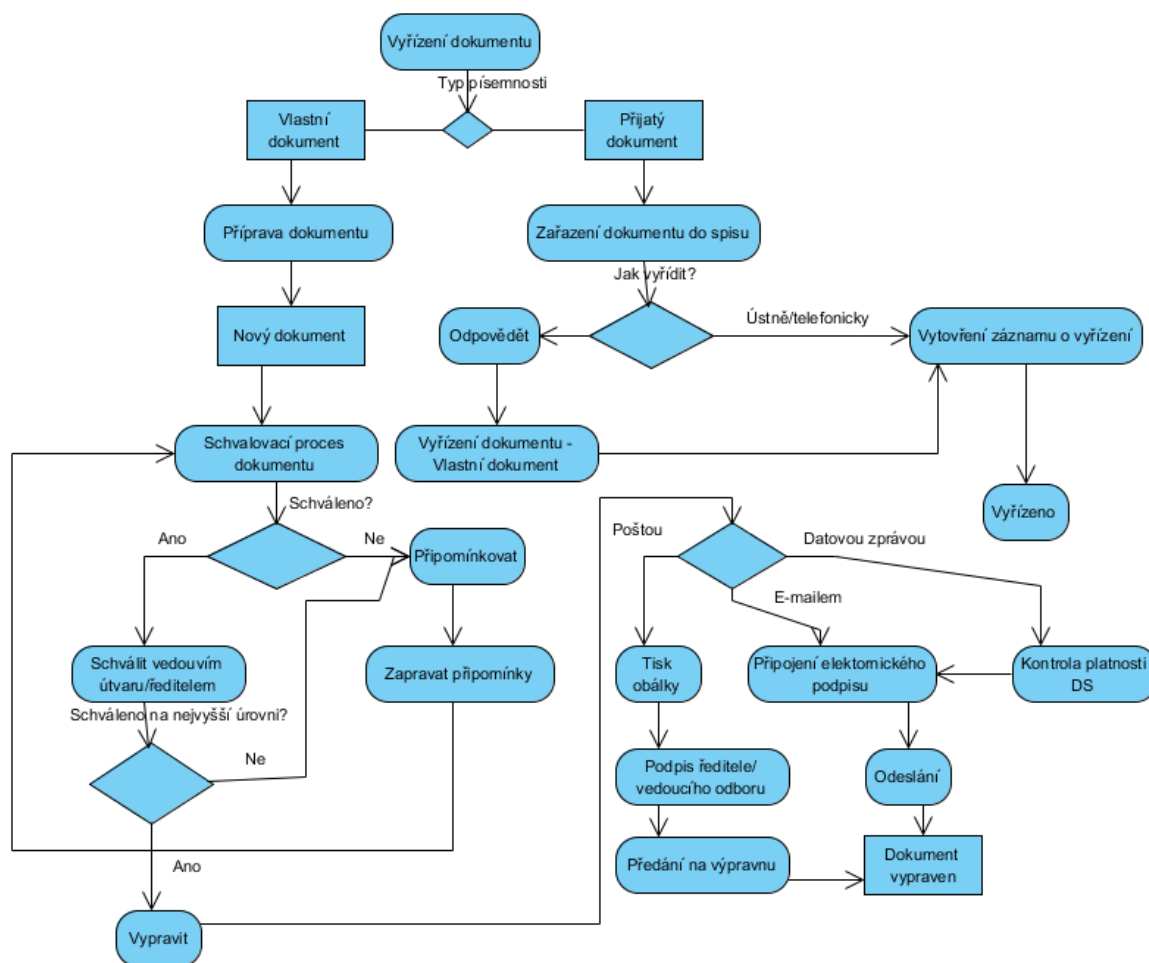 Vyřízení dokumentu
Typ písemnosti
Vlastní
dokument
Přijatý
dokument
Příprava dokumentu
Zařazení dokumentu do spisu
Jak vyřídit?
Nový dokument
Odpovědět
Ústně/telefonicky
Vytovření záznamu o vyřízení
Schvalovací proces
dokumentu
Vyřízení dokumentu -
Vlastní dokument
Schváleno?
Vyřízeno
Ano
Ne
Připomínkovat
Poštou
Datovou zprávou
E-mailem
Schválit vedouvím
útvaru/ředitelem
Zapravat připomínky
Tisk
obálky
Připojení elektornického
podpisu
Kontrola platnosti
DS
Schváleno na nejvyšší úrovni?
Ne
Podpis ředitele/
vedoucího odboru
Odeslání
Ano
Předání na výpravnu
Dokument
vypraven
Vypravit